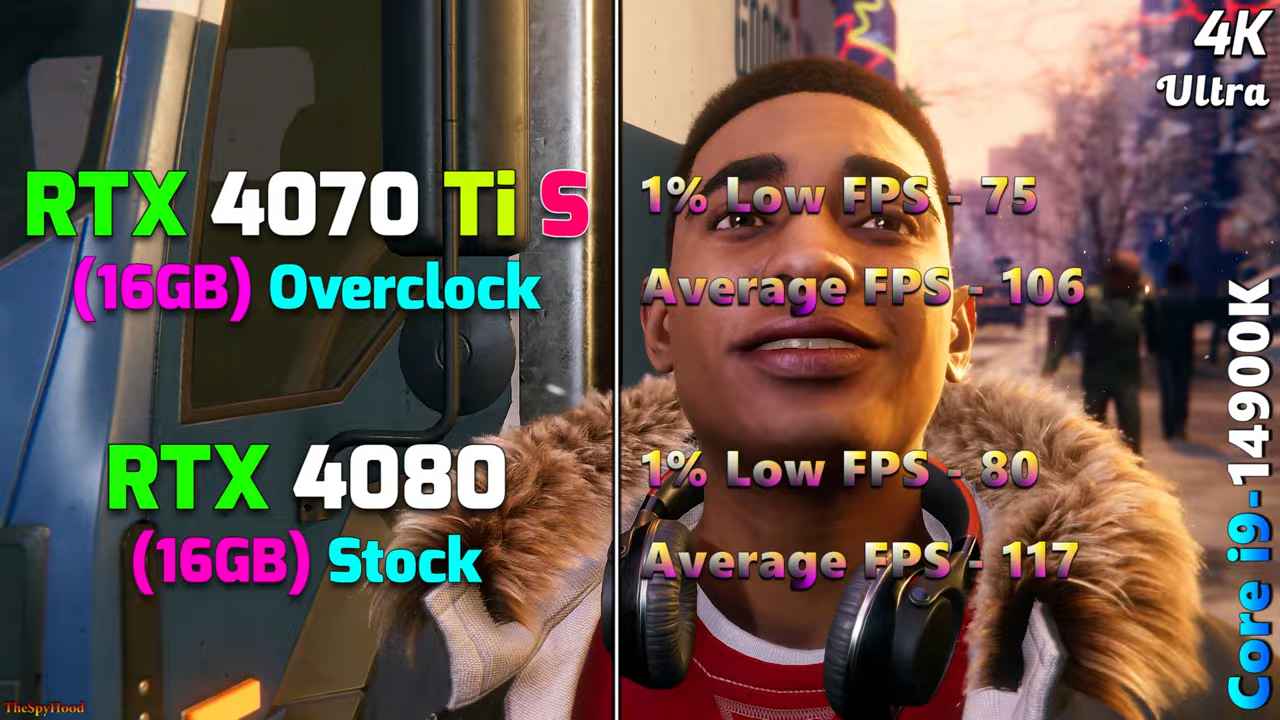 4K
Ultra
RTX 4070 Ti S
(16GB) Overclock
1% Low FPS - 75
Average FPS - 106
RTX 4080
(16GB) Stock
1% Low FPS - 80
Average FPS - 117
Core i9-14900K
TheSpyHood